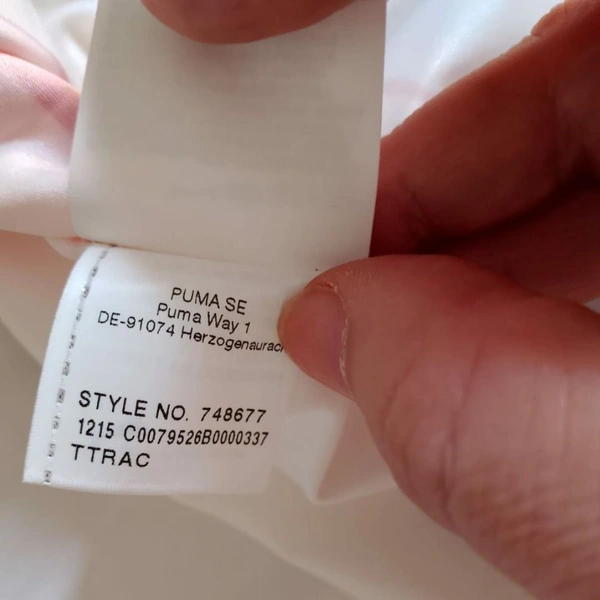 PUMA SE
Puma Way 1
DE-91074 Herzogenaurach
STYLE NO. 748677
1215 C0079526B0000337
TTRAC